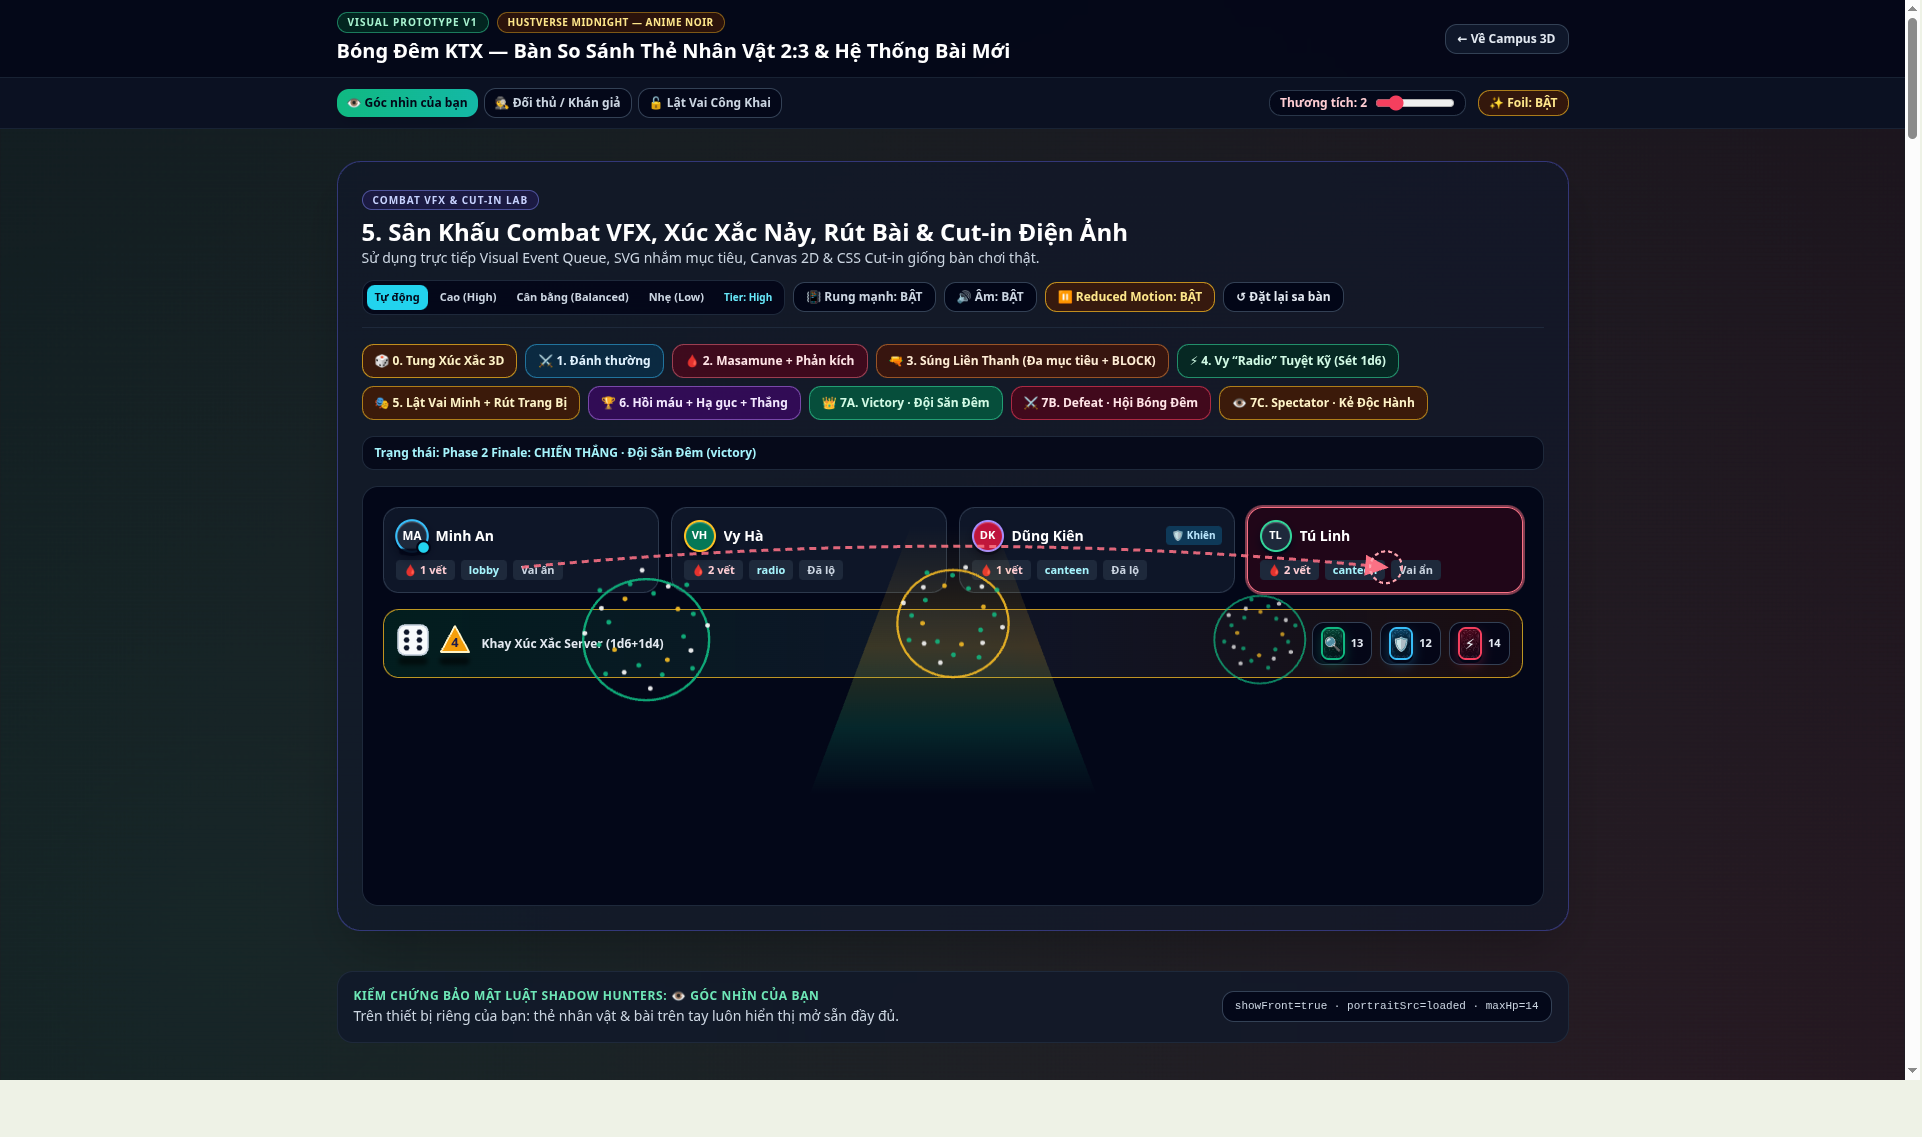 VISUAL PROTOTYPE V1
HUSTVERSE MIDNIGHT — ANIME NOIR
Bóng Đêm KTX — Bàn So Sánh Thẻ Nhân Vật 2:3 & Hệ Thống Bài Mới
← Về Campus 3D
👁️ Góc nhìn của bạn
🕵️ Đối thủ / Khán giả
🔓 Lật Vai Công Khai
Thương tích: 2
✨ Foil: BẬT
COMBAT VFX & CUT-IN LAB
5. Sân Khấu Combat VFX, Xúc Xắc Nảy, Rút Bài & Cut-in Điện Ảnh
Sử dụng trực tiếp Visual Event Queue, SVG nhắm mục tiêu, Canvas 2D & CSS Cut-in giống bàn chơi thật.
Tự động
Cao (High)
Cân bằng (Balanced)
Nhẹ (Low)
Tier: High
📳 Rung mạnh: BẬT
🔊 Âm: BẬT
⏸️ Reduced Motion: BẬT
↺ Đặt lại sa bàn
🎲 0. Tung Xúc Xắc 3D
⚔️ 1. Đánh thường
🩸 2. Masamune + Phản kích
🔫 3. Súng Liên Thanh (Đa mục tiêu + BLOCK)
⚡ 4. Vy “Radio” Tuyệt Kỹ (Sét 1d6)
🎭 5. Lật Vai Minh + Rút Trang Bị
🏆 6. Hồi máu + Hạ gục + Thắng
👑 7A. Victory · Đội Săn Đêm
⚔️ 7B. Defeat · Hội Bóng Đêm
👁️ 7C. Spectator · Kẻ Độc Hành
Trạng thái: Phase 2 Finale: CHIẾN THẮNG · Đội Săn Đêm (victory)
MA
Minh An
🩸 1 vết
lobby
Vai ẩn
VH
Vy Hà
🩸 2 vết
radio
Đã lộ
DK
Dũng Kiên
🛡️ Khiên
🩸 1 vết
canteen
Đã lộ
TL
Tú Linh
🩸 2 vết
canteen
Vai ẩn
4
Khay Xúc Xắc Server (1d6+1d4)
🔍 13
🛡️ 12
⚡ 14
KIỂM CHỨNG BẢO MẬT LUẬT SHADOW HUNTERS: 👁️ GÓC NHÌN CỦA BẠN
Trên thiết bị riêng của bạn: thẻ nhân vật & bài trên tay luôn hiển thị mở sẵn đầy đủ.
showFront=true · portraitSrc=loaded · maxHp=14